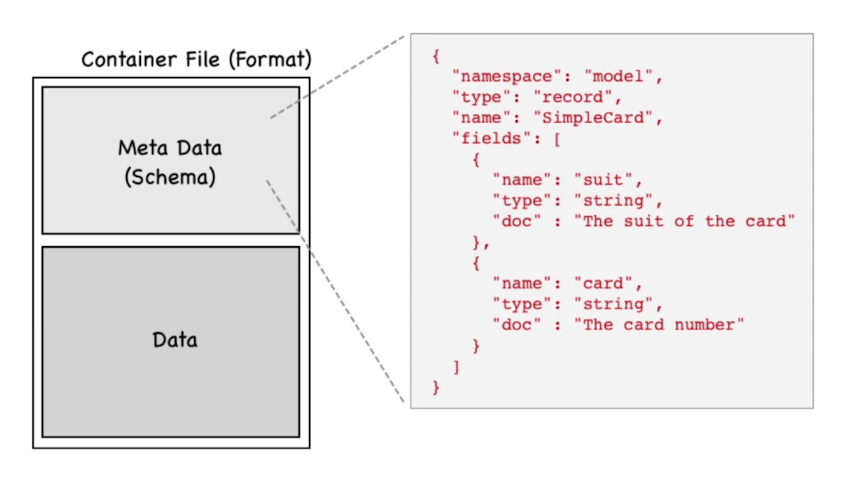 Container File (Format)
Meta Data
(Schema)
Data
{
  "namespace": "model",
  "type": "record",
  "name": "SimpleCard",
  "fields": [
    {
      "name": "suit",
      "type": "string",
      "doc" : "The suit of the card"
    },
    {
      "name": "card",
      "type": "string",
      "doc" : "The card number"
    }
  ]
}